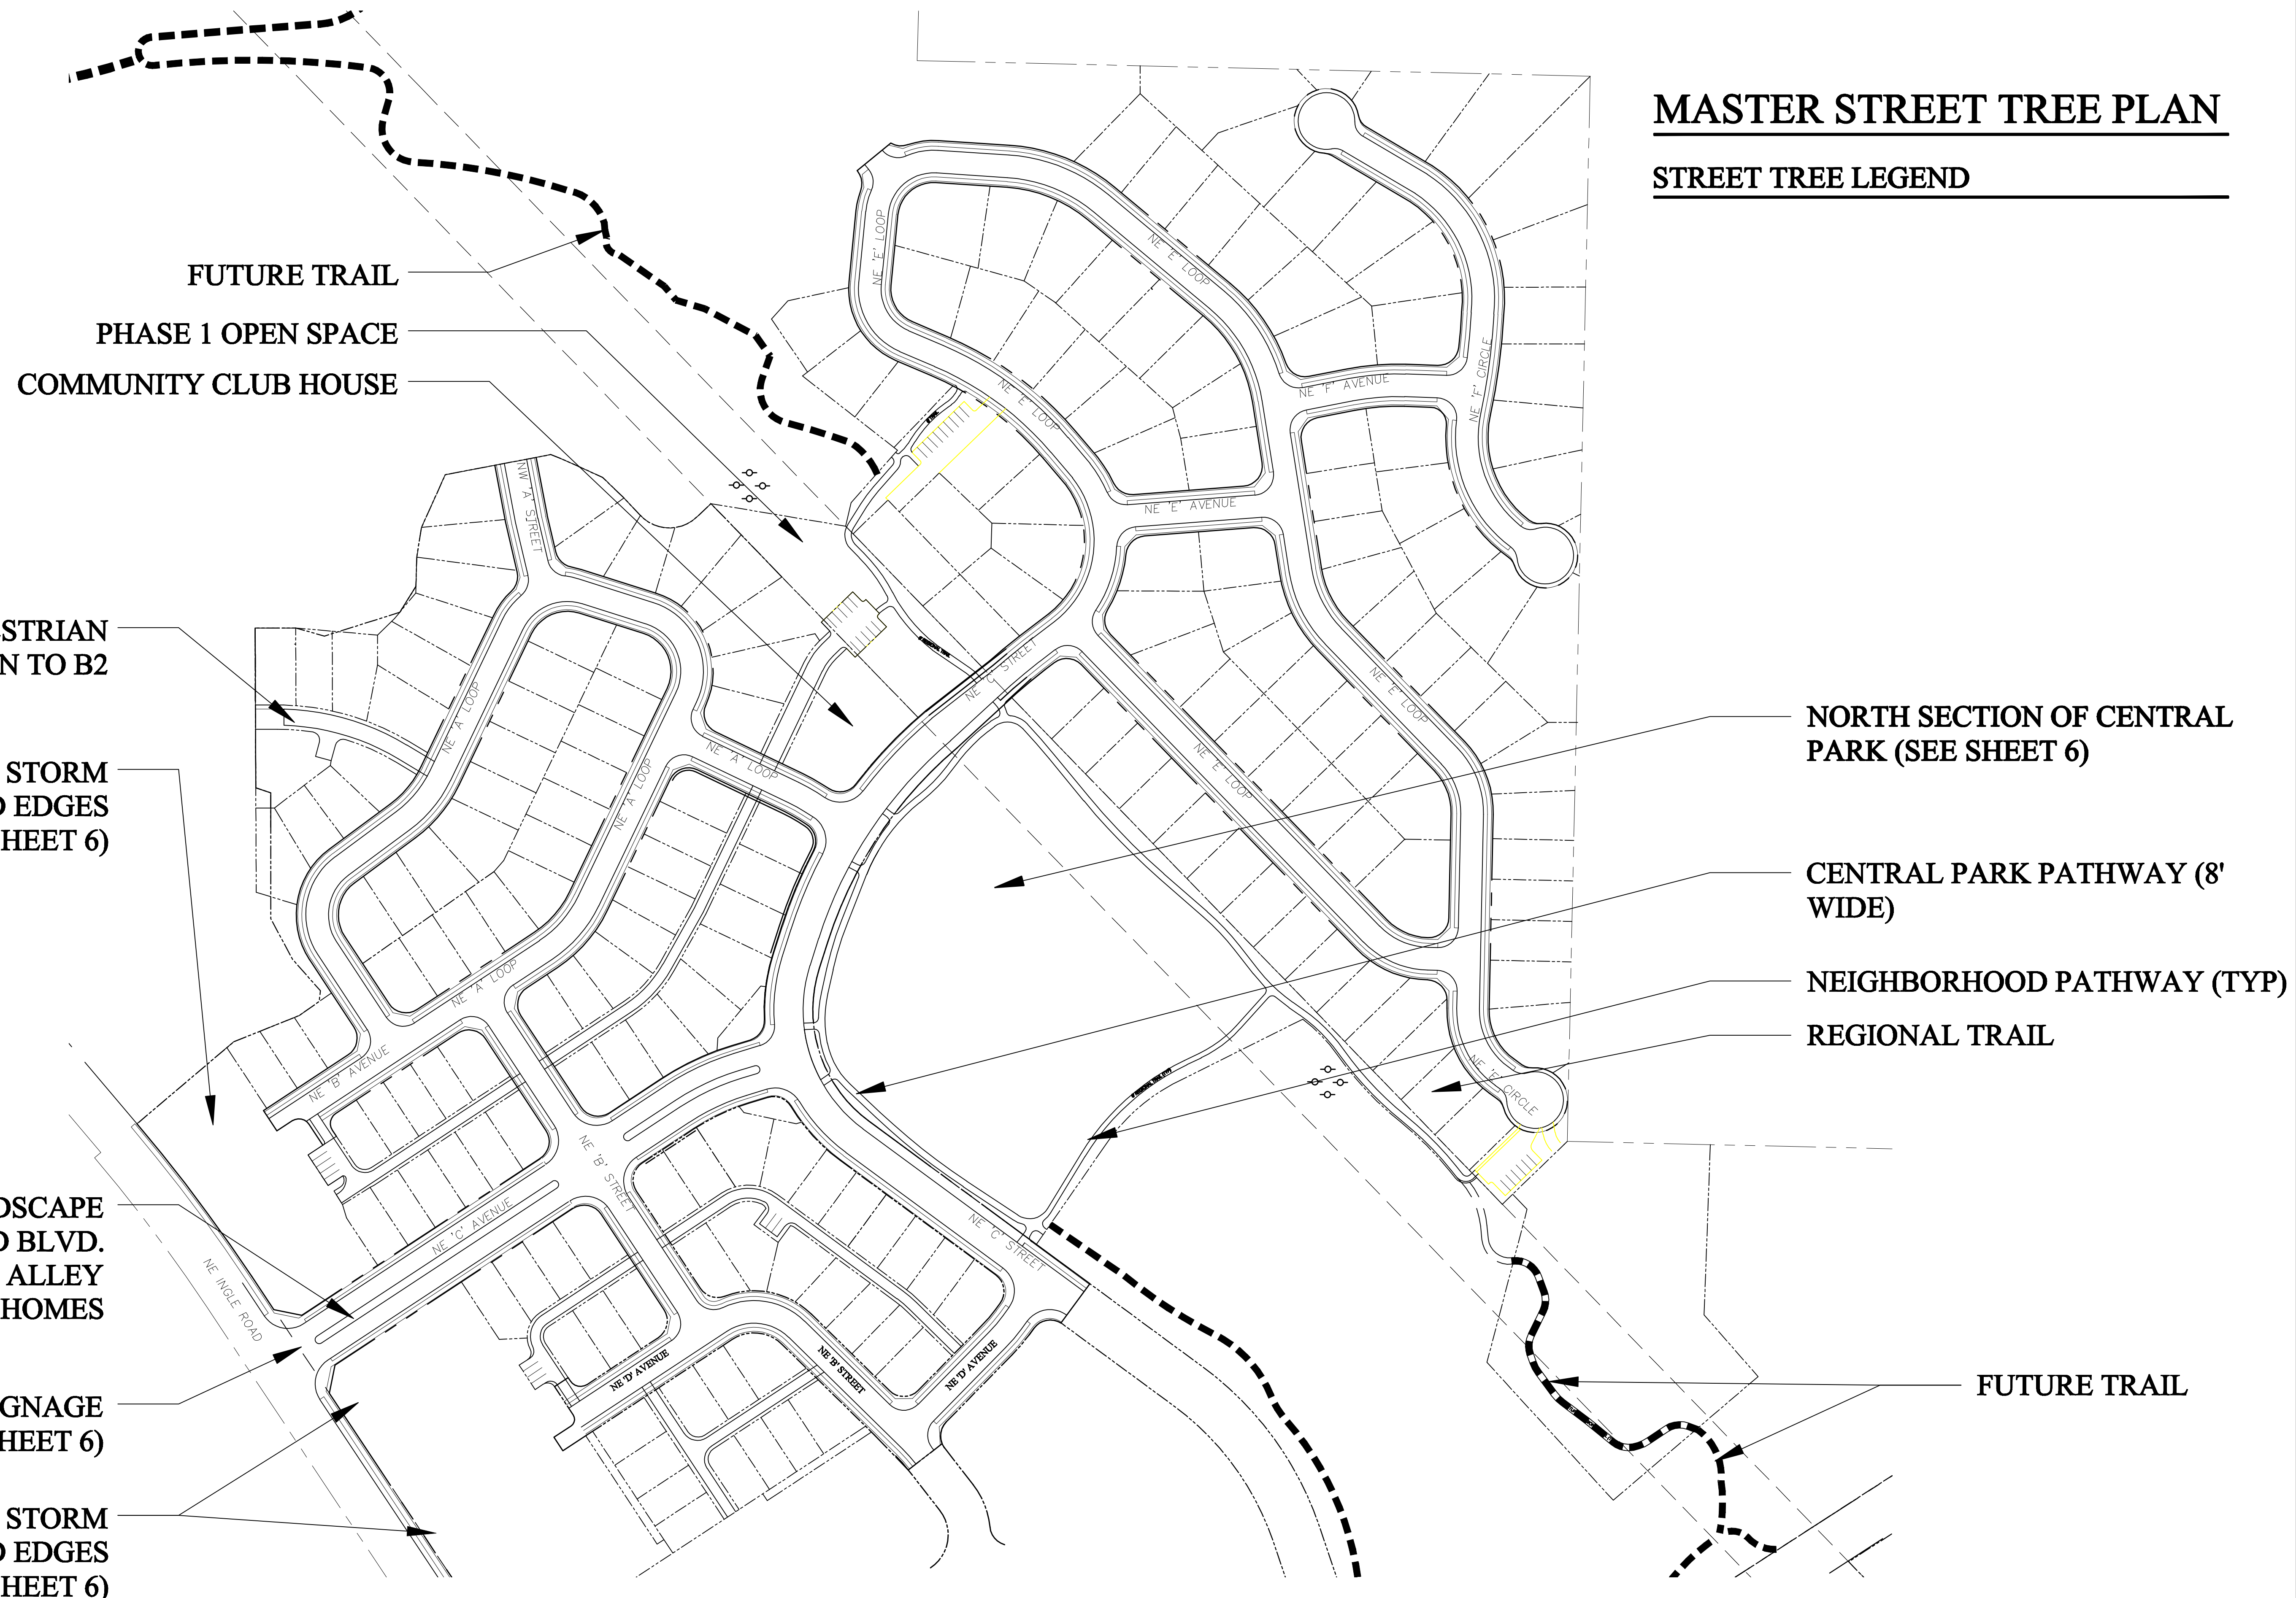 MASTER STREET TREE PLAN
STREET TREE LEGEND
FUTURE TRAIL
PHASE 1 OPEN SPACE
COMMUNITY CLUB HOUSE
ESTRIAN
N TO B2
STORM
D EDGES
HEET 6)
DSCAPE
D BLVD.
ALLEY
HOMES
GNAGE
HEET 6)
STORM
D EDGES
HEET 6)
NORTH SECTION OF CENTRAL
PARK (SEE SHEET 6)
CENTRAL PARK PATHWAY (8'
WIDE)
NEIGHBORHOOD PATHWAY (TYP)
REGIONAL TRAIL
FUTURE TRAIL
NE 'E' LOOP
NE 'E' LOOP
NE 'E' LOOP
NE 'F' AVENUE
NE 'F' CIRCLE
NE 'E' AVENUE
NW 'A' STREET
NE 'C' STREET
NE 'E' LOOP
NE 'E' LOOP
NE 'A' LOOP
NE 'A' LOOP
NE 'A' LOOP
NE 'A' LOOP
NE 'B' AVENUE
NE 'E' CIRCLE
NE 'B' STREET
NE 'C' AVENUE
NE 'C' STREET
NE INGLE ROAD
NE 'D' AVENUE
NE 'B' STREET
NE 'D' AVENUE